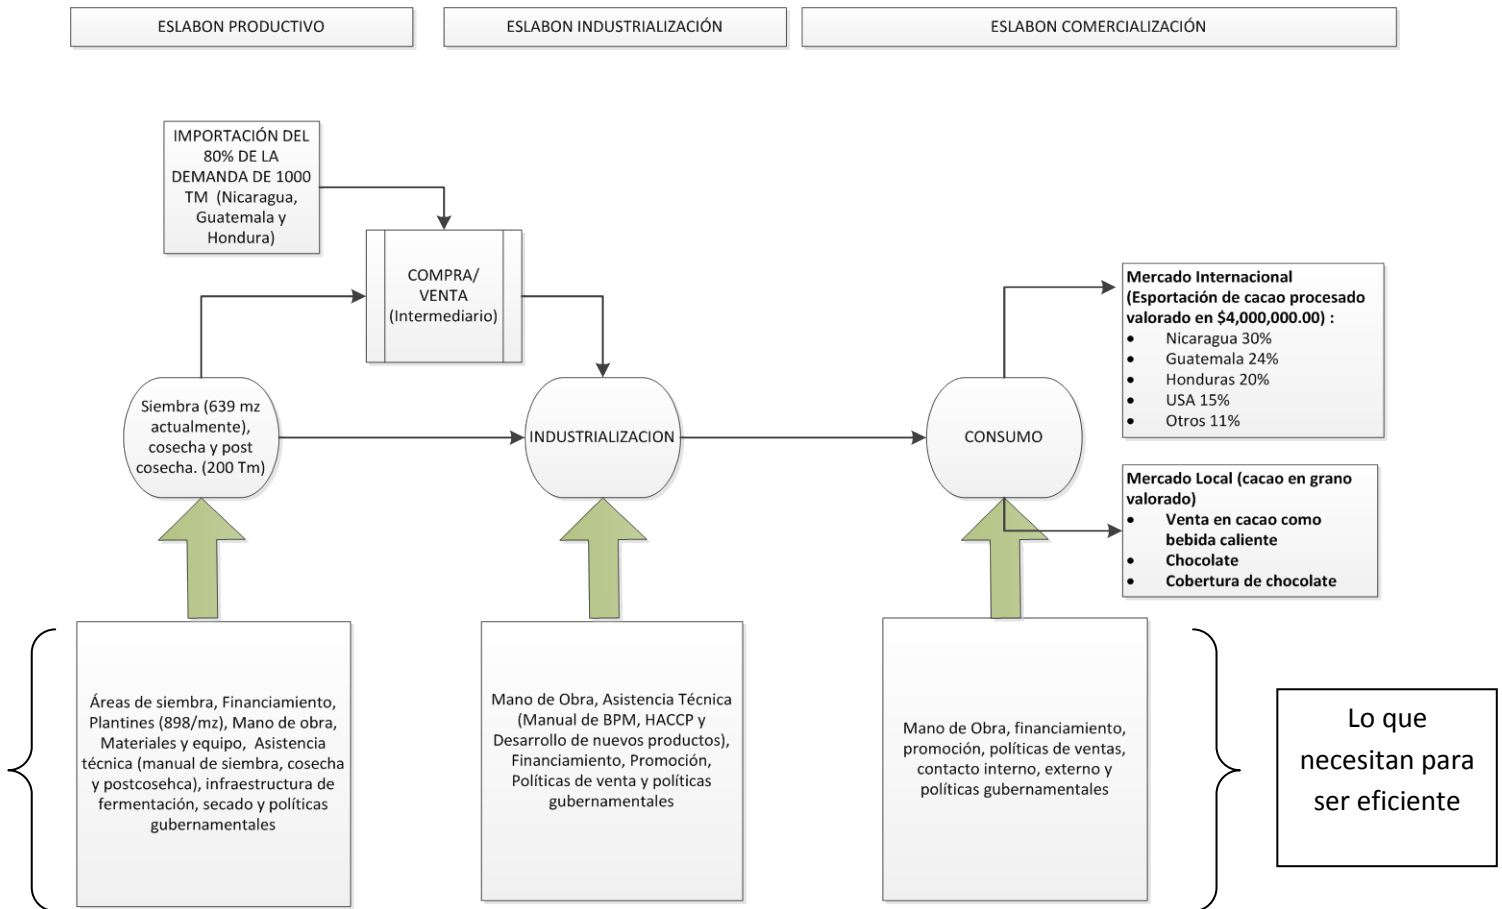 ESLABON PRODUCTIVO
ESLABON INDUSTRIALIZACIÓN
ESLABON COMERCIALIZACIÓN
IMPORTACIÓN DEL
80% DE LA
DEMANDA DE 1000
TM (Nicaragua,
Guatemala y
Hondura)
COMPRA/
VENTA
(Intermediario)
Siembra (639 mz
actualmente),
cosecha y post
cosecha. (200 Tm)
INDUSTRIALIZACION
CONSUMO
Mercado Internacional
(Esportación de cacao procesado
valorado en $4,000,000.00) :
• Nicaragua 30%
• Guatemala 24%
• Honduras 20%
• USA 15%
• Otros 11%
Mercado Local (cacao en grano
valorado)
• Venta en cacao como
bebida caliente
• Chocolate
• Cobertura de chocolate
Áreas de siembra, Financiamiento,
Plantines (898/mz), Mano de obra,
Materiales y equipo, Asistencia
técnica (manual de siembra, cosecha
y postcosehca), infraestructura de
fermentación, secado y políticas
gubernamentales
Mano de Obra, Asistencia Técnica
(Manual de BPM, HACCP y
Desarrollo de nuevos productos),
Financiamiento, Promoción,
Políticas de venta y políticas
gubernamentales
Mano de Obra, financiamiento,
promoción, políticas de ventas,
contacto interno, externo y
políticas gubernamentales
Lo que
necesitan para
ser eficiente